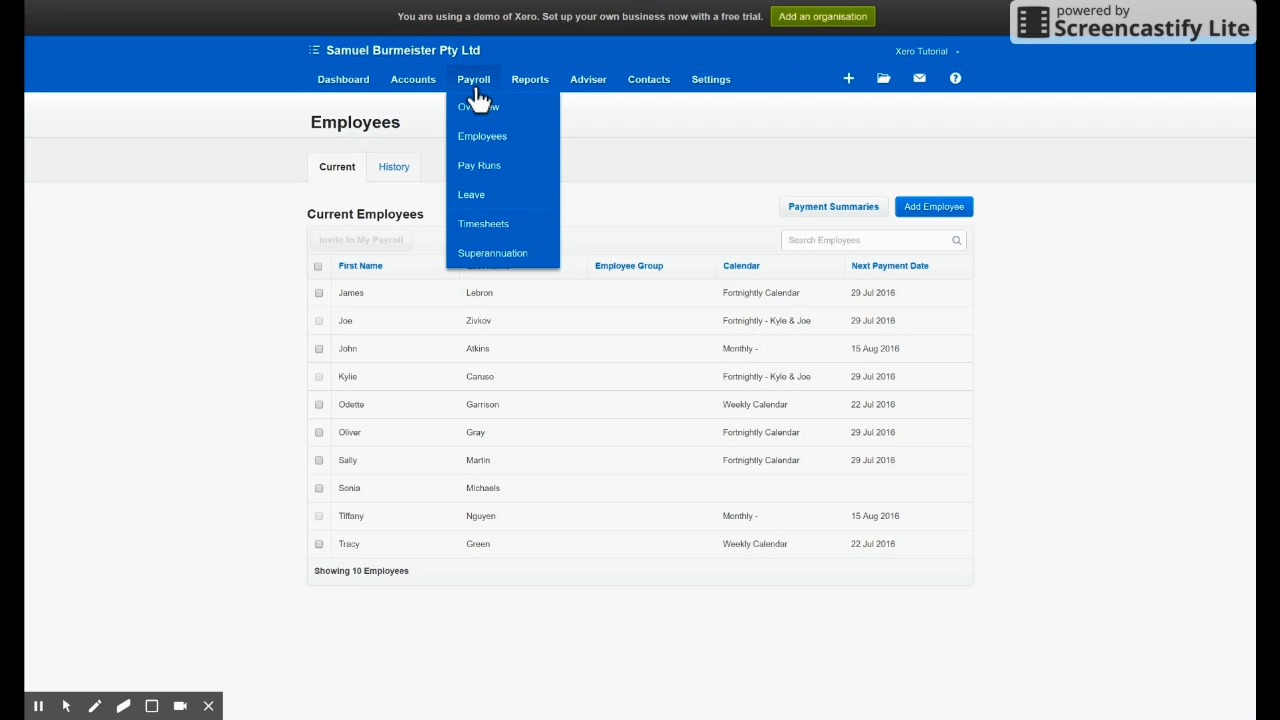 You are using a demo of Xero. Set up your own business now with a free trial. Add an organisation
powered by
Screencastify Lite
Samuel Burmeister Pty Ltd Xero Tutorial
Dashboard Accounts Payroll Reports Adviser Contacts Settings
Employees
Employees
Pay Runs
Leave
Timesheets
Superannuation
Current History
Current Employees Payment Summaries Add Employee
Invite to My Payroll Search Employees
First Name Employee Group Calendar Next Payment Date
James Lebron Fortnightly Calendar 29 Jul 2016
Joe Zivkov Fortnightly - Kyle & Joe 29 Jul 2016
John Atkins Monthly - 15 Aug 2016
Kylie Caruso Fortnightly - Kyle & Joe 29 Jul 2016
Odette Garrison Weekly Calendar 22 Jul 2016
Oliver Gray Fortnightly Calendar 29 Jul 2016
Sally Martin Fortnightly Calendar 29 Jul 2016
Sonia Michaels
Tiffany Nguyen Monthly - 15 Aug 2016
Tracy Green Weekly Calendar 22 Jul 2016
Showing 10 Employees